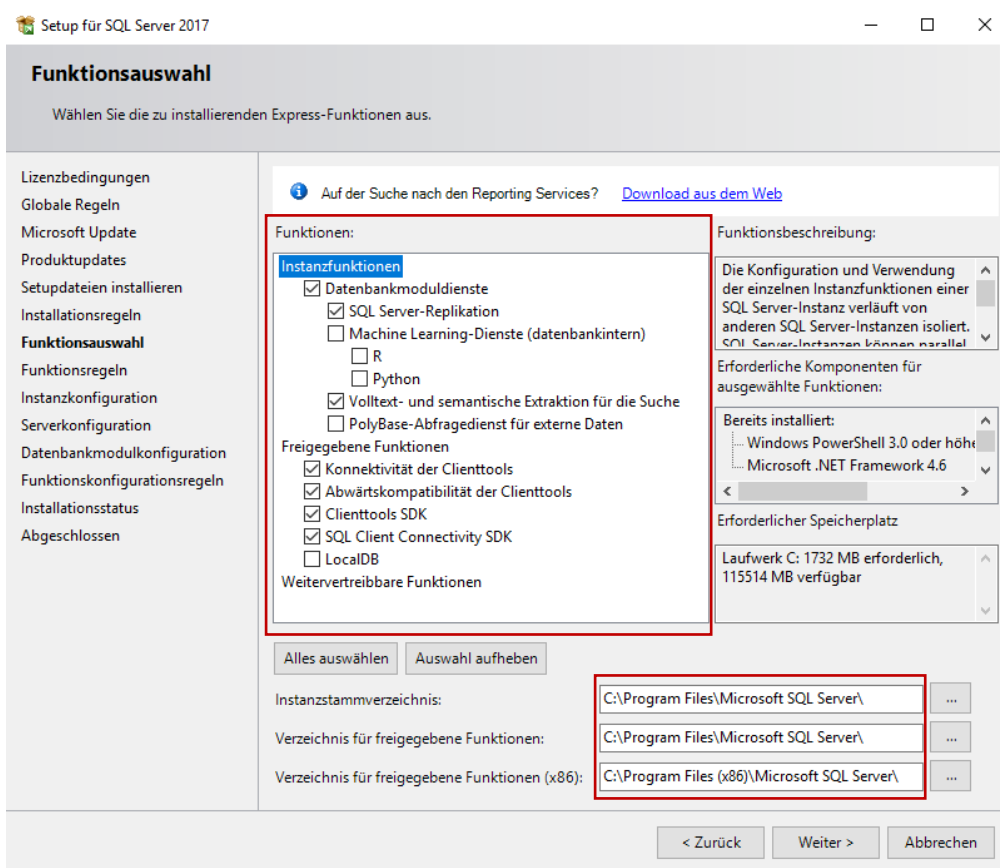 Setup für SQL Server 2017
Funktionsauswahl
Wählen Sie die zu installierenden Express-Funktionen aus.
Lizenzbedingungen
Globale Regeln
Microsoft Update
Produktupdates
Setupdateien installieren
Installationsregeln
Funktionsauswahl
Funktionsregeln
Instanzkonfiguration
Serverkonfiguration
Datenbankmodulkonfiguration
Funktionskonfigurationsregeln
Installationsstatus
Abgeschlossen
Auf der Suche nach den Reporting Services? Download aus dem Web
Funktionen:
Instanzfunktionen
Datenbankmoduldienste
SQL Server-Replikation
Machine Learning-Dienste (datenbankintern)
R
Python
Volltext- und semantische Extraktion für die Suche
PolyBase-Abfragedienst für externe Daten
Freigegebene Funktionen
Konnektivität der Clienttools
Abwärtskompatibilität der Clienttools
Clienttools SDK
SQL Client Connectivity SDK
LocalDB
Weitervertreibbare Funktionen
Funktionsbeschreibung:
Die Konfiguration und Verwendung
der einzelnen Instanzfunktionen einer
SQL Server-Instanz verläuft von
anderen SQL Server-Instanzen isoliert.
SQL Server-Instanzen können parallel
Erforderliche Komponenten für
ausgewählte Funktionen:
Bereits installiert:
Windows PowerShell 3.0 oder höhe
Microsoft .NET Framework 4.6
Erforderlicher Speicherplatz
Laufwerk C: 1732 MB erforderlich,
115514 MB verfügbar
Alles auswählen Auswahl aufheben
Instanzstammverzeichnis: C:\Program Files\Microsoft SQL Server\ ...
Verzeichnis für freigegebene Funktionen: C:\Program Files\Microsoft SQL Server\ ...
Verzeichnis für freigegebene Funktionen (x86): C:\Program Files (x86)\Microsoft SQL Server\ ...
< Zurück Weiter > Abbrechen